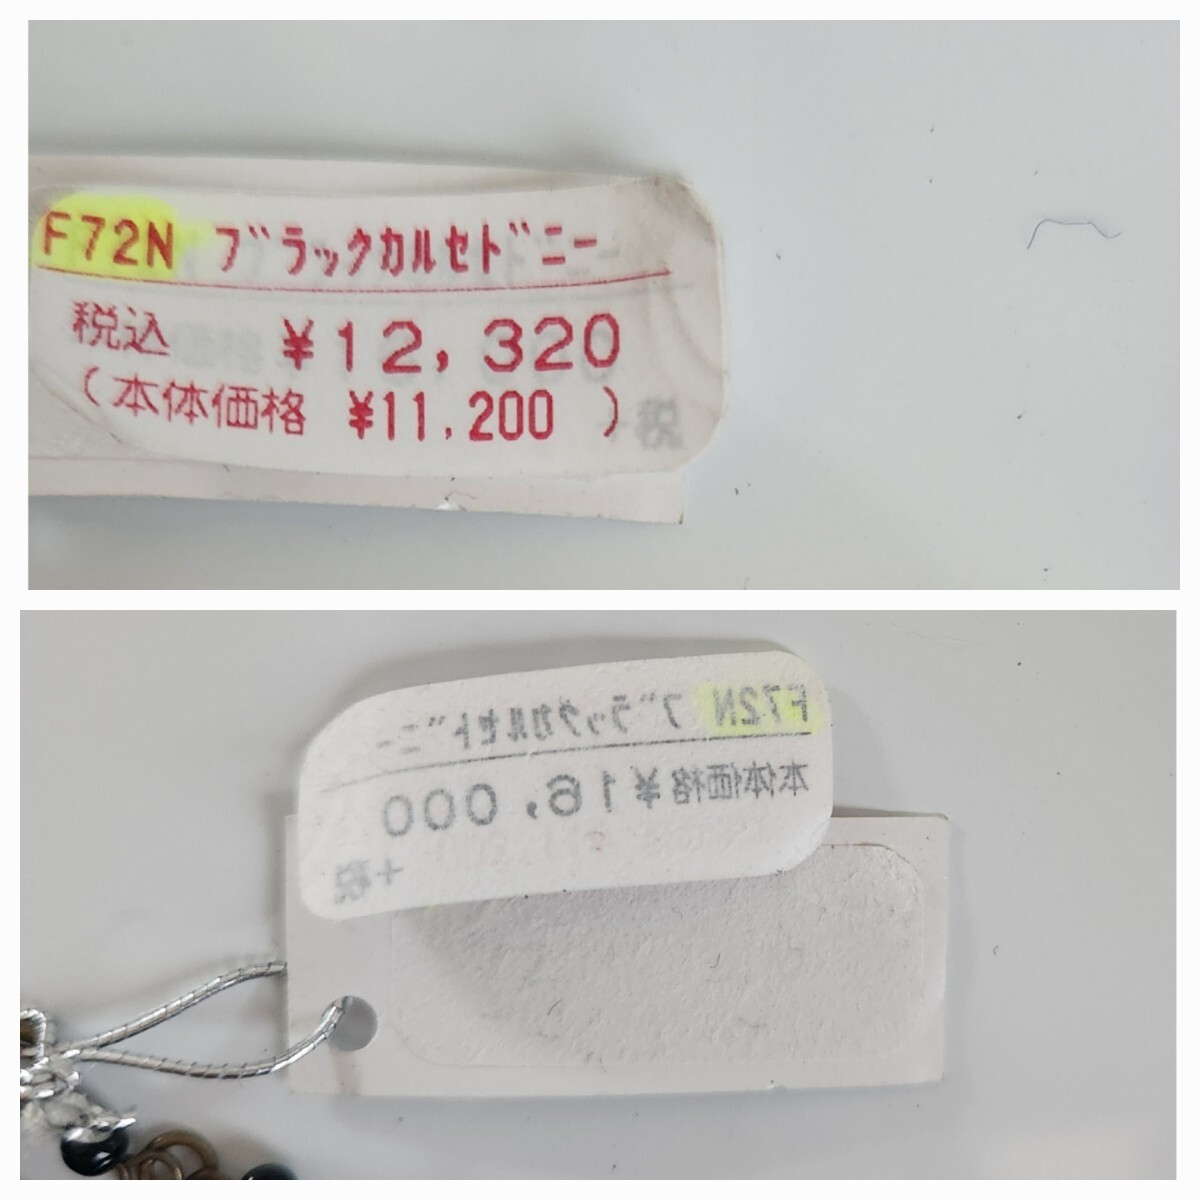 F72N ブラックカルセドニー
税込 ¥12,320
(本体価格 ¥11,200 )
税
F72N ブラックカルセドニー
本体価格¥16,000
+税